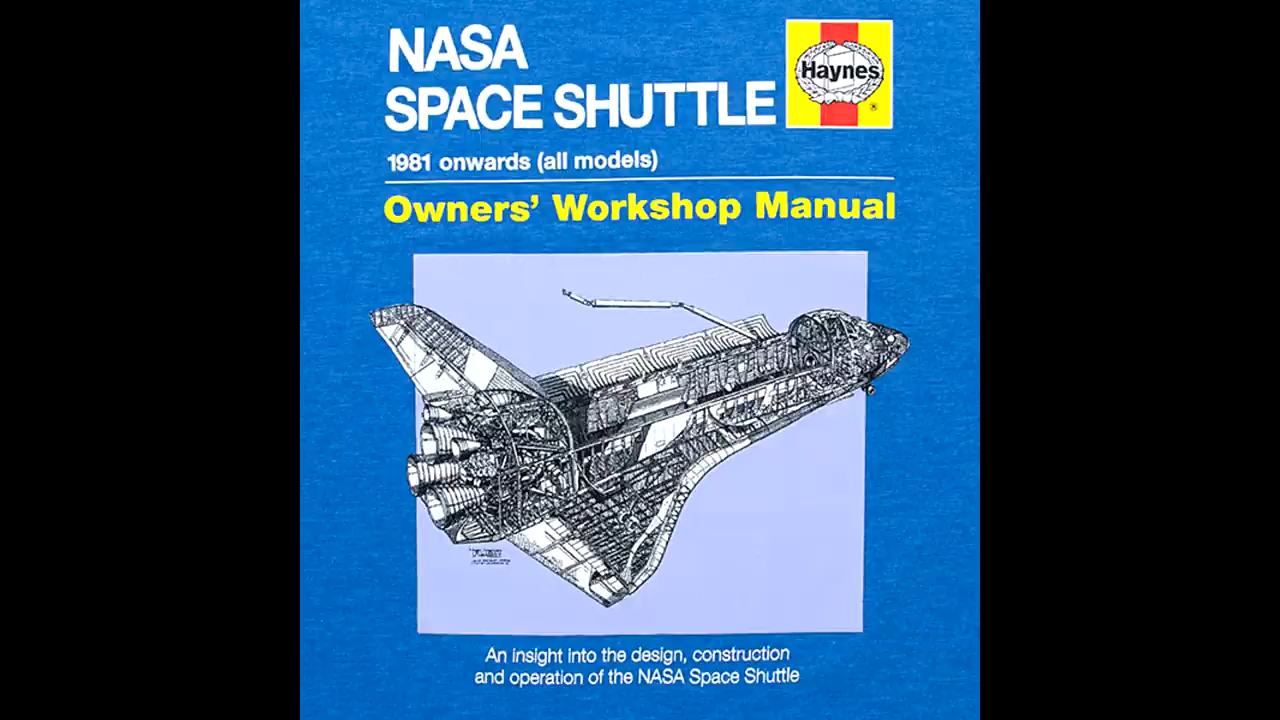 NASA
SPACE SHUTTLE
Haynes
®
1981 onwards (all models)
Owners’ Workshop Manual
An insight into the design, construction
and operation of the NASA Space Shuttle